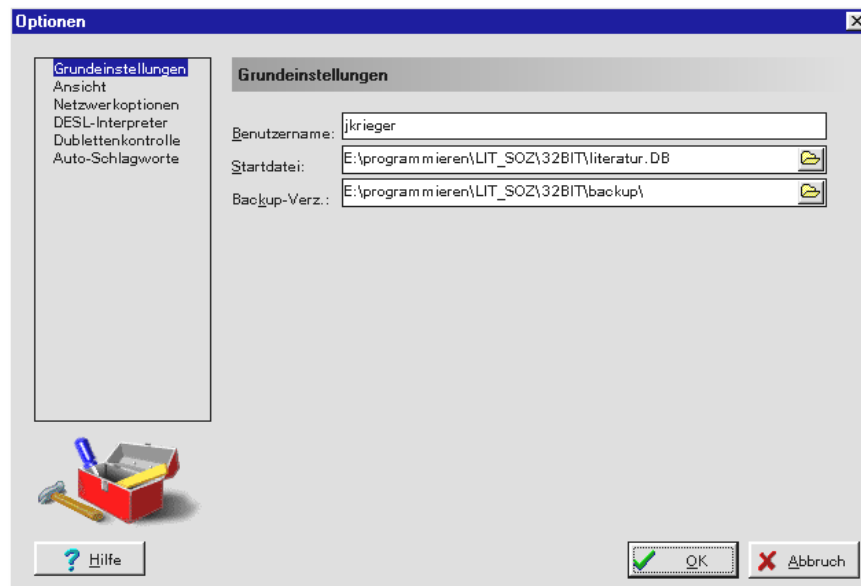 Optionen
Grundeinstellungen
Ansicht
Netzwerkoptionen
DESL-Interpreter
Dublettenkontrolle
Auto-Schlagworte
Grundeinstellungen
Benutzername: jkrieger
Startdatei: E:\programmieren\LIT_SOZ\32BIT\literatur.DB
Backup-Verz.: E:\programmieren\LIT_SOZ\32BIT\backup\
? Hilfe
OK
Abbruch